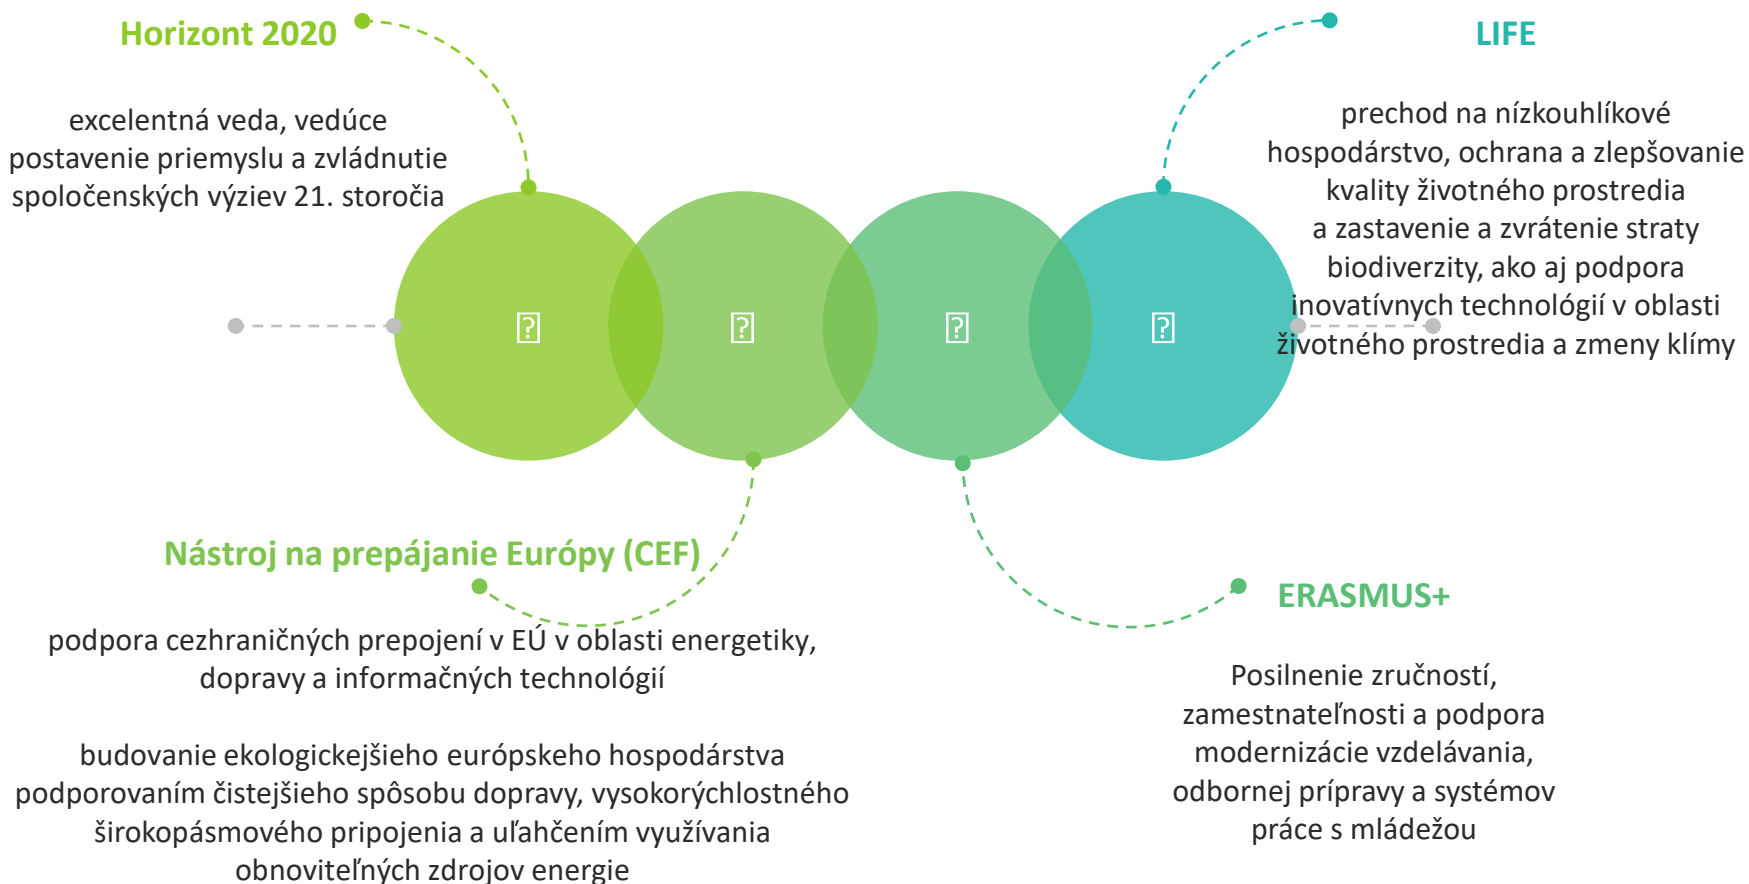 Horizont 2020
excelentná veda, vedúce
postavenie priemyslu a zvládnutie
spoločenských výziev 21. storočia
LIFE
prechod na nízkouhlíkové
hospodárstvo, ochrana a zlepšovanie
kvality životného prostredia
a zastavenie a zvrátenie straty
biodiverzity, ako aj podpora
inovatívnych technológií v oblasti
životného prostredia a zmeny klímy
Nástroj na prepájanie Európy (CEF)
podpora cezhraničných prepojení v EÚ v oblasti energetiky,
dopravy a informačných technológií
budovanie ekologickejšieho európskeho hospodárstva
podporovaním čistejšieho spôsobu dopravy, vysokorýchlostného
širokopásmového pripojenia a uľahčením využívania
obnoviteľných zdrojov energie
ERASMUS+
Posilnenie zručností,
zamestnateľnosti a podpora
modernizácie vzdelávania,
odbornej prípravy a systémov
práce s mládežou